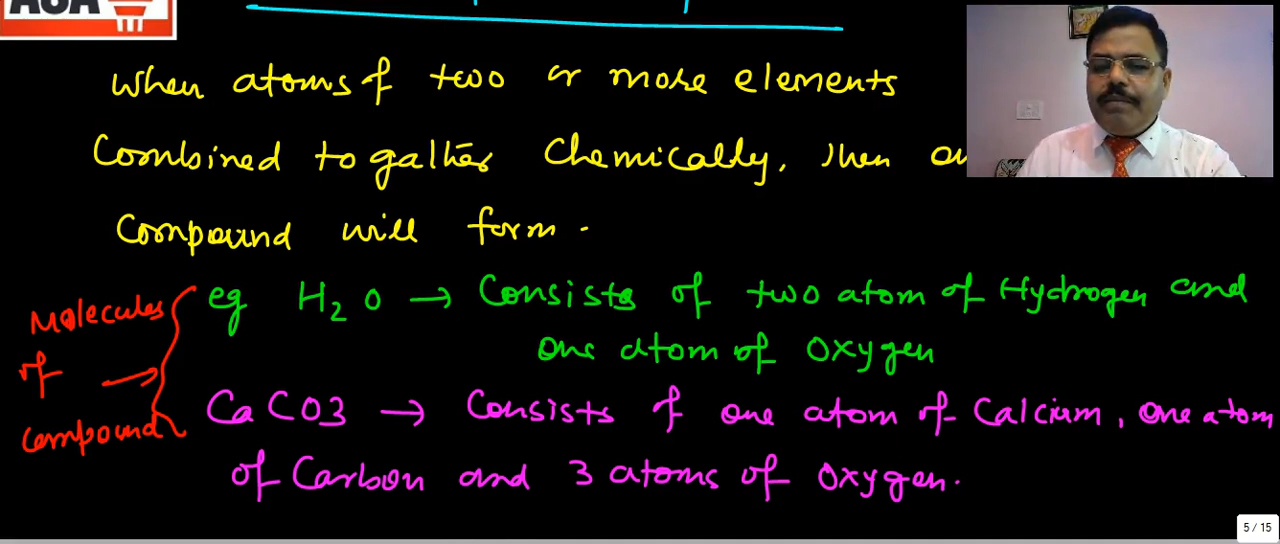 When atoms of two or more elements
Combined to gather Chemically, then an
Compound will form.
eg H2O → Consists of two atom of Hydrogen and
one atom of Oxygen
Molecules
of
compound
CaCO3 → Consists of one atom of Calcium, one atom
of Carbon and 3 atoms of Oxygen.
5 / 15